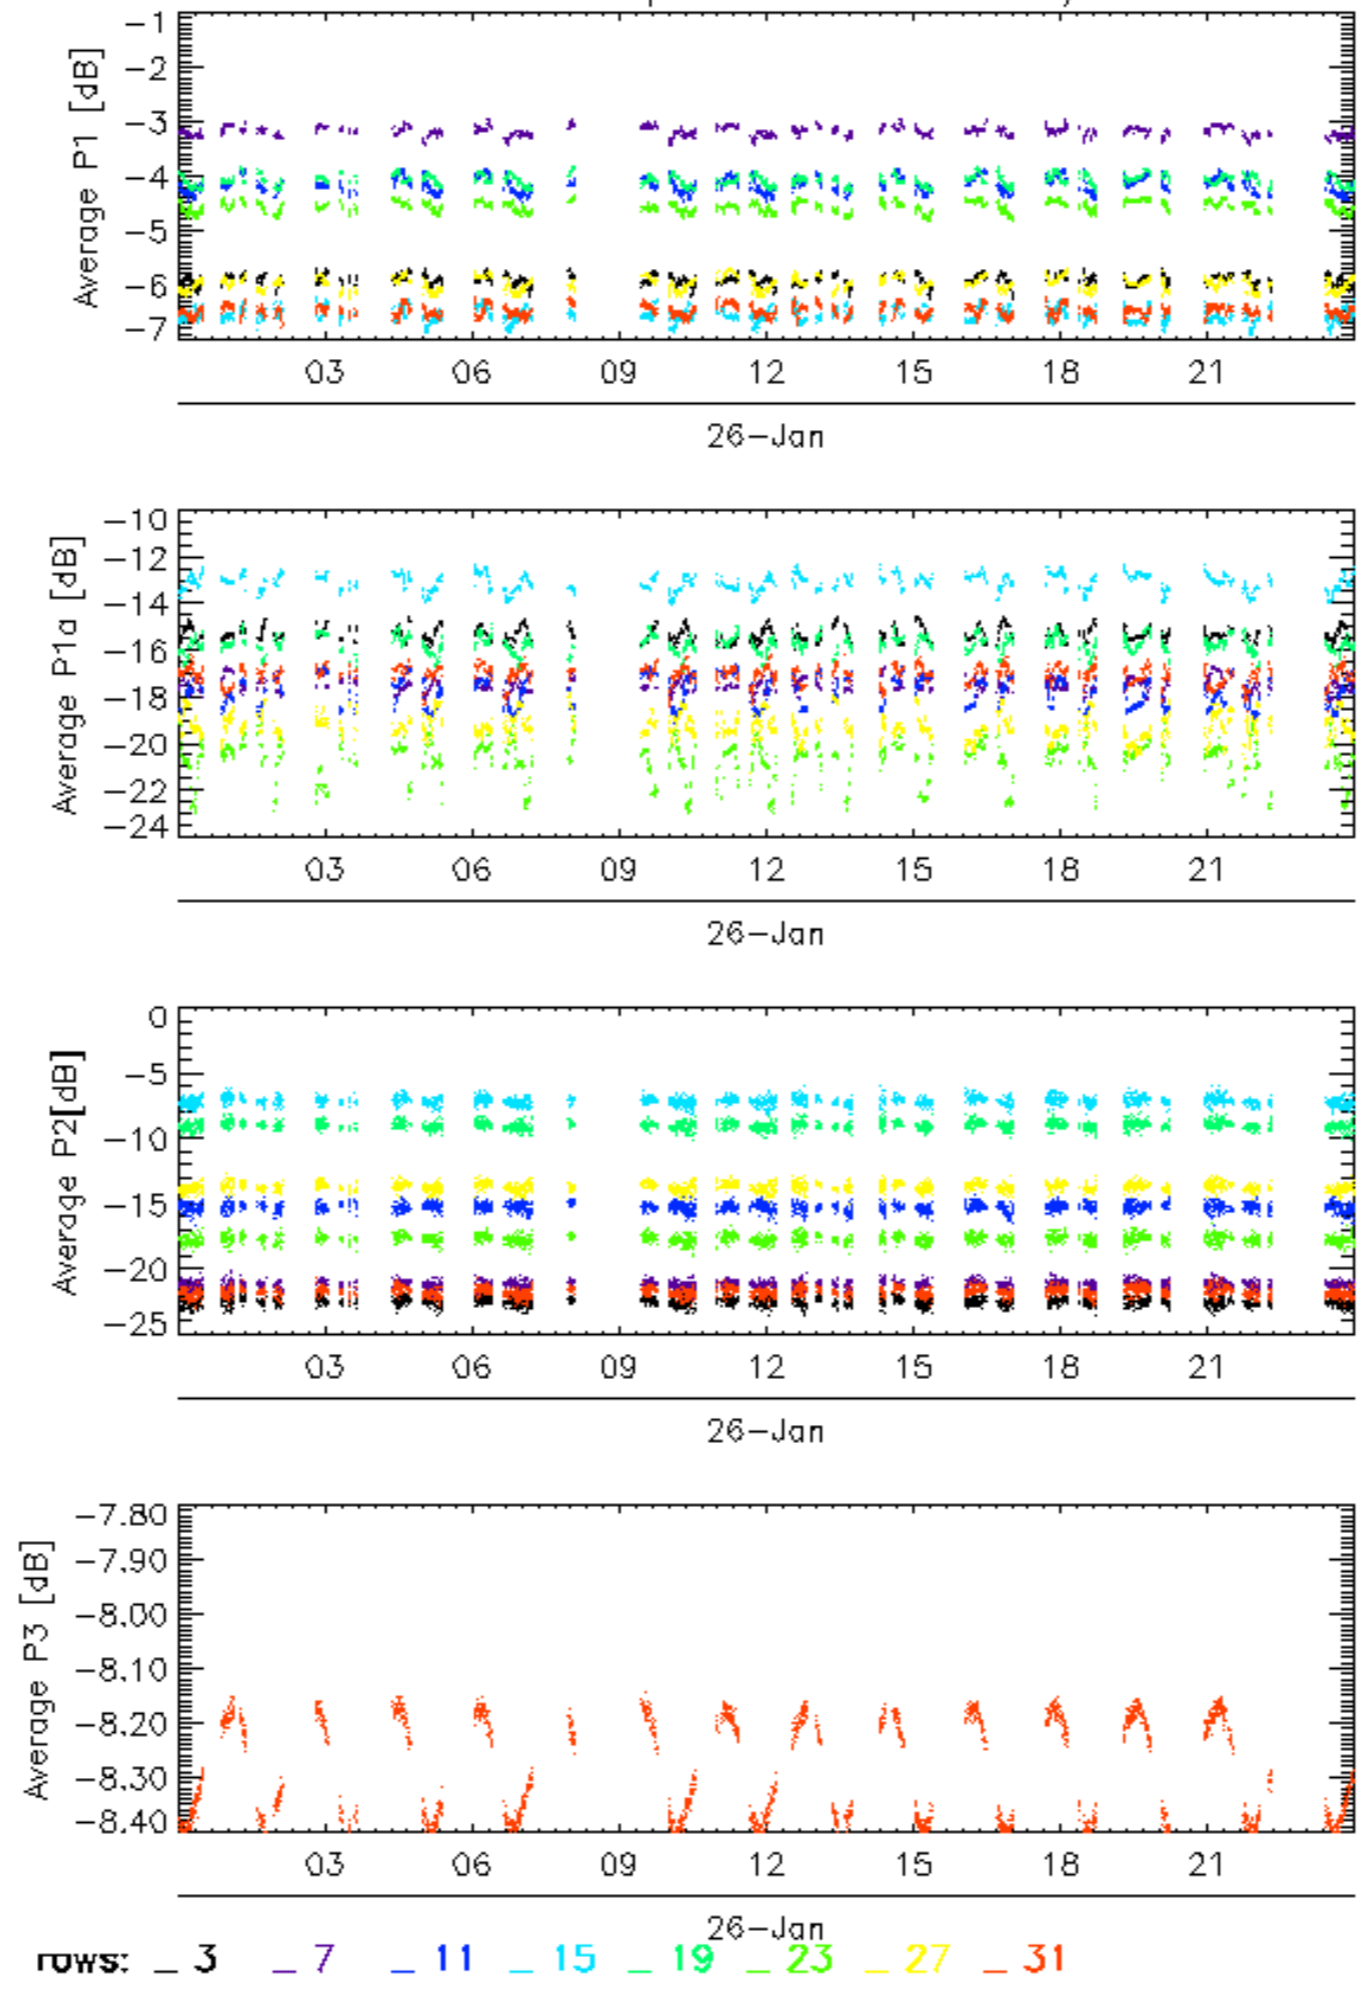 -1
-2
-3
-4
-5
-6
-7
Average P1 [dB]
03 06 09 12 15 18 21
26-Jan
-10
-12
-14
-16
-18
-20
-22
-24
Average P1a [dB]
03 06 09 12 15 18 21
26-Jan
0
-5
-10
-15
-20
-25
Average P2[dB]
03 06 09 12 15 18 21
26-Jan
-7.80
-7.90
-8.00
-8.10
-8.20
-8.30
-8.40
Average P3 [dB]
03 06 09 12 15 18 21
26-Jan
rows: _ 3 _ 7 _ 11 _ 15 _ 19 _ 23 _ 27 _ 31